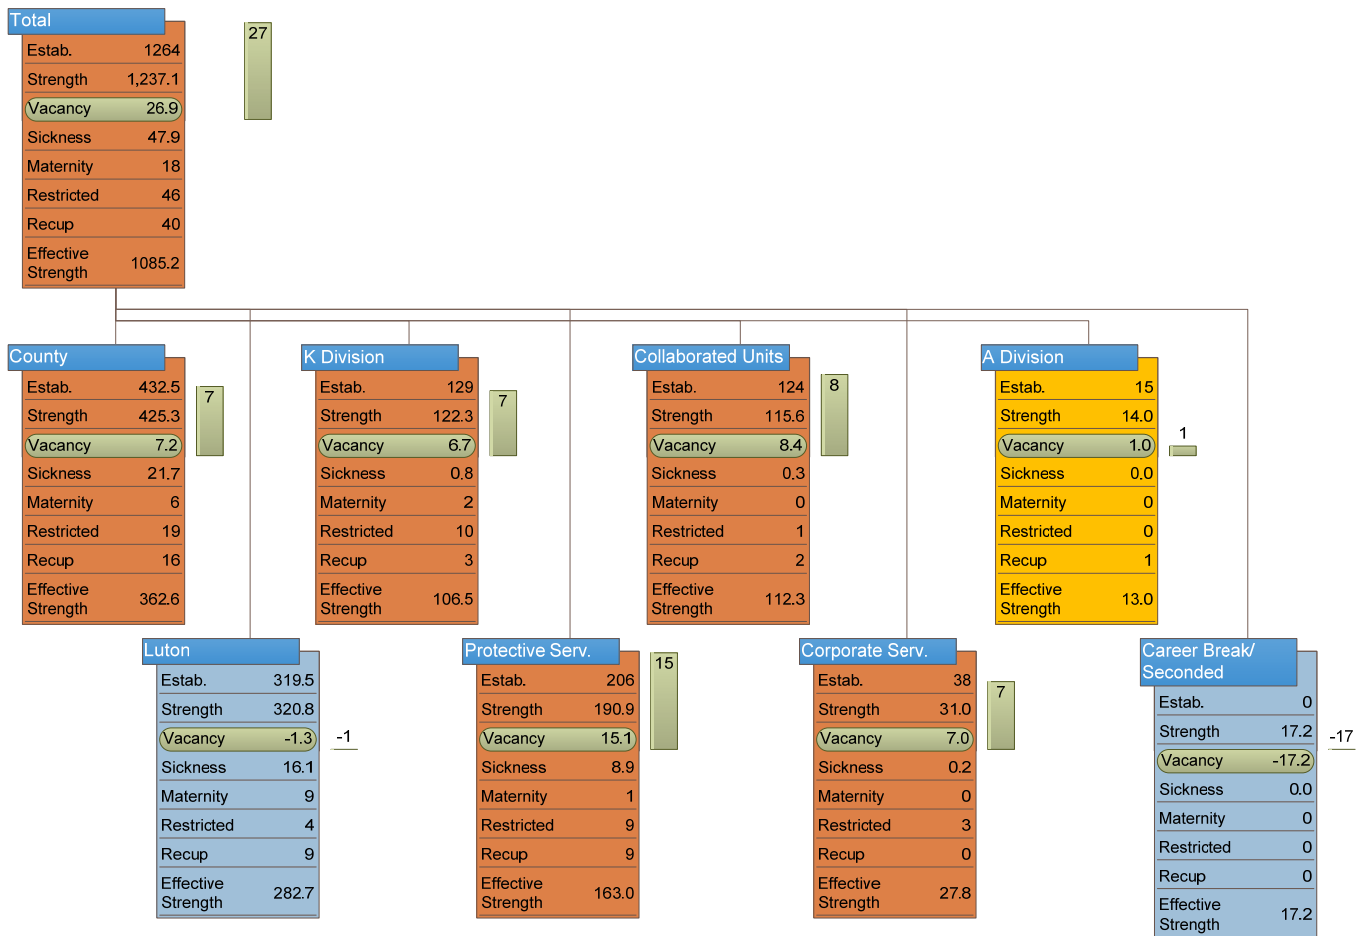 Total
27
Estab. 1264
Strength 1,237.1
Vacancy 26.9
Sickness 47.9
Maternity 18
Restricted 46
Recup 40
Effective
Strength 1085.2
County
Estab. 432.5
Strength 425.3
Vacancy 7.2
Sickness 21.7
Maternity 6
Restricted 19
Recup 16
Effective
Strength 362.6
7
K Division
Estab. 129
Strength 122.3
Vacancy 6.7
Sickness 0.8
Maternity 2
Restricted 10
Recup 3
Effective
Strength 106.5
7
Collaborated Units
Estab. 124
Strength 115.6
Vacancy 8.4
Sickness 0.3
Maternity 0
Restricted 1
Recup 2
Effective
Strength 112.3
8
A Division
Estab. 15
Strength 14.0
Vacancy 1.0
Sickness 0.0
Maternity 0
Restricted 0
Recup 1
Effective
Strength 13.0
1
Luton
Estab. 319.5
Strength 320.8
Vacancy -1.3
Sickness 16.1
Maternity 9
Restricted 4
Recup 9
Effective
Strength 282.7
-1
Protective Serv.
Estab. 206
Strength 190.9
Vacancy 15.1
Sickness 8.9
Maternity 1
Restricted 9
Recup 9
Effective
Strength 163.0
15
Corporate Serv.
Estab. 38
Strength 31.0
Vacancy 7.0
Sickness 0.2
Maternity 0
Restricted 3
Recup 0
Effective
Strength 27.8
7
Career Break/
Seconded
Estab. 0
Strength 17.2
Vacancy -17.2
Sickness 0.0
Maternity 0
Restricted 0
Recup 0
Effective
Strength 17.2
-17